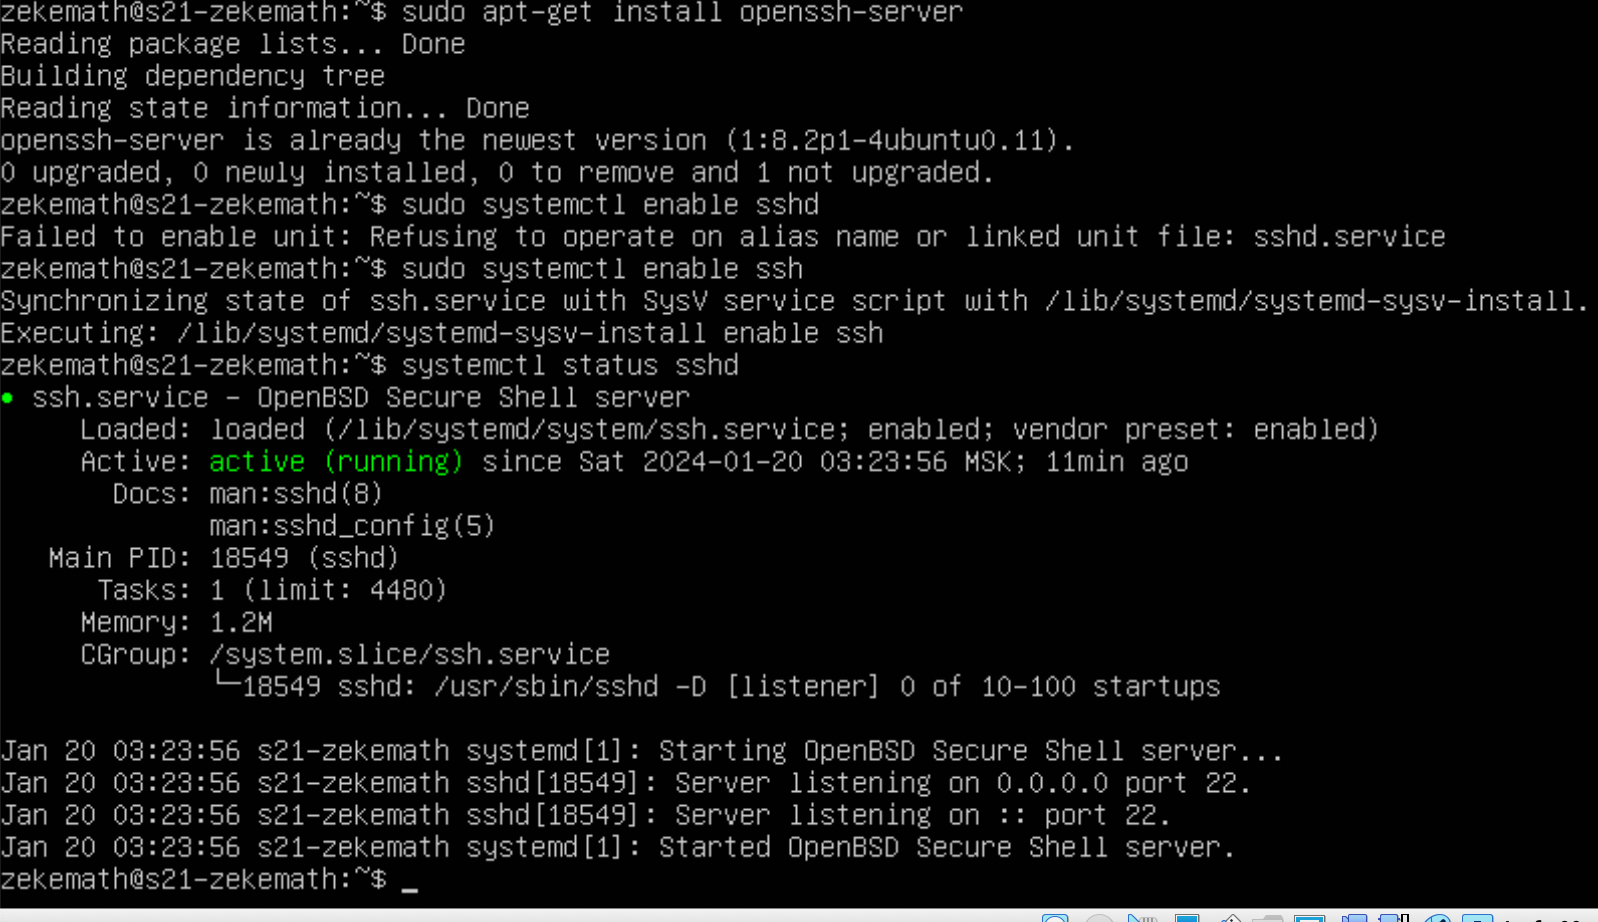 zekemath@s21-zekemath:~$ sudo apt-get install openssh-server
Reading package lists... Done
Building dependency tree
Reading state information... Done
openssh-server is already the newest version (1:8.2p1-4ubuntu0.11).
0 upgraded, 0 newly installed, 0 to remove and 1 not upgraded.
zekemath@s21-zekemath:~$ sudo systemctl enable sshd
Failed to enable unit: Refusing to operate on alias name or linked unit file: sshd.service
zekemath@s21-zekemath:~$ sudo systemctl enable ssh
Synchronizing state of ssh.service with SysV service script with /lib/systemd/systemd-sysv-install.
Executing: /lib/systemd/systemd-sysv-install enable ssh
zekemath@s21-zekemath:~$ systemctl status sshd
● ssh.service - OpenBSD Secure Shell server
Loaded: loaded (/lib/systemd/system/ssh.service; enabled; vendor preset: enabled)
Active: active (running) since Sat 2024-01-20 03:23:56 MSK; 11min ago
Docs: man:sshd(8)
man:sshd_config(5)
Main PID: 18549 (sshd)
Tasks: 1 (limit: 4480)
Memory: 1.2M
CGroup: /system.slice/ssh.service
└─18549 sshd: /usr/sbin/sshd -D [listener] 0 of 10-100 startups
Jan 20 03:23:56 s21-zekemath systemd[1]: Starting OpenBSD Secure Shell server...
Jan 20 03:23:56 s21-zekemath sshd[18549]: Server listening on 0.0.0.0 port 22.
Jan 20 03:23:56 s21-zekemath sshd[18549]: Server listening on :: port 22.
Jan 20 03:23:56 s21-zekemath systemd[1]: Started OpenBSD Secure Shell server.
zekemath@s21-zekemath:~$ _